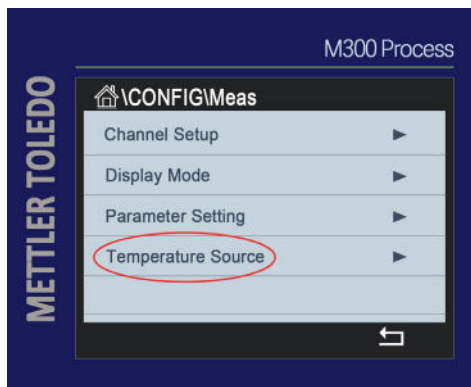 M300 Process
METTLER TOLEDO
\CONFIG\Meas
Channel Setup
Display Mode
Parameter Setting
Temperature Source